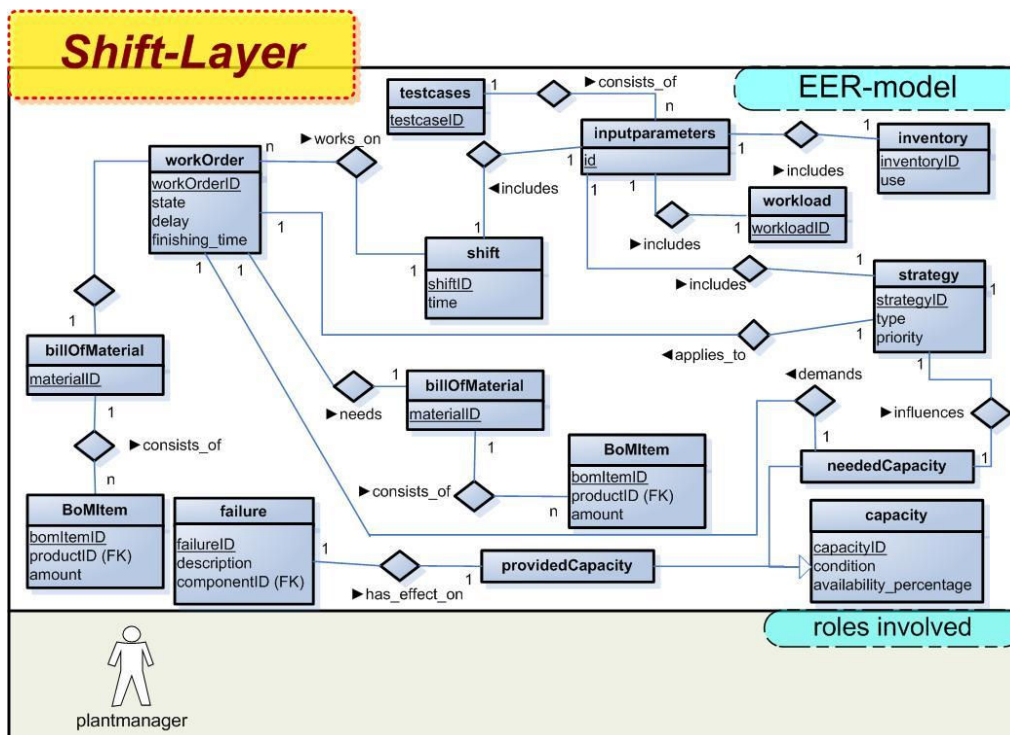 Shift-Layer
EER-model
testcases
testcaseID
1
►consists_of
n
inputparameters
id
1
1
►includes
inventory
inventoryID
use
►works_on
n
workOrder
workOrderID
state
delay
finishing_time
◄includes
1
1
1
1
workload
workloadID
1
►includes
1
1
shift
shiftID
time
1
1
1
►includes
1
strategy
strategyID
type
priority
1
1
1
◄applies_to
1
billOfMaterial
materialID
1
►needs
1
billOfMaterial
materialID
◄demands
►influences
1
1
neededCapacity
►consists_of
n
1
►consists_of
n
BoMItem
bomItemID
productID (FK)
amount
BoMItem
bomItemID
productID (FK)
amount
failure
failureID
description
componentID (FK)
1
►has_effect_on
1
providedCapacity
capacity
capacityID
condition
availability_percentage
roles involved
plantmanager